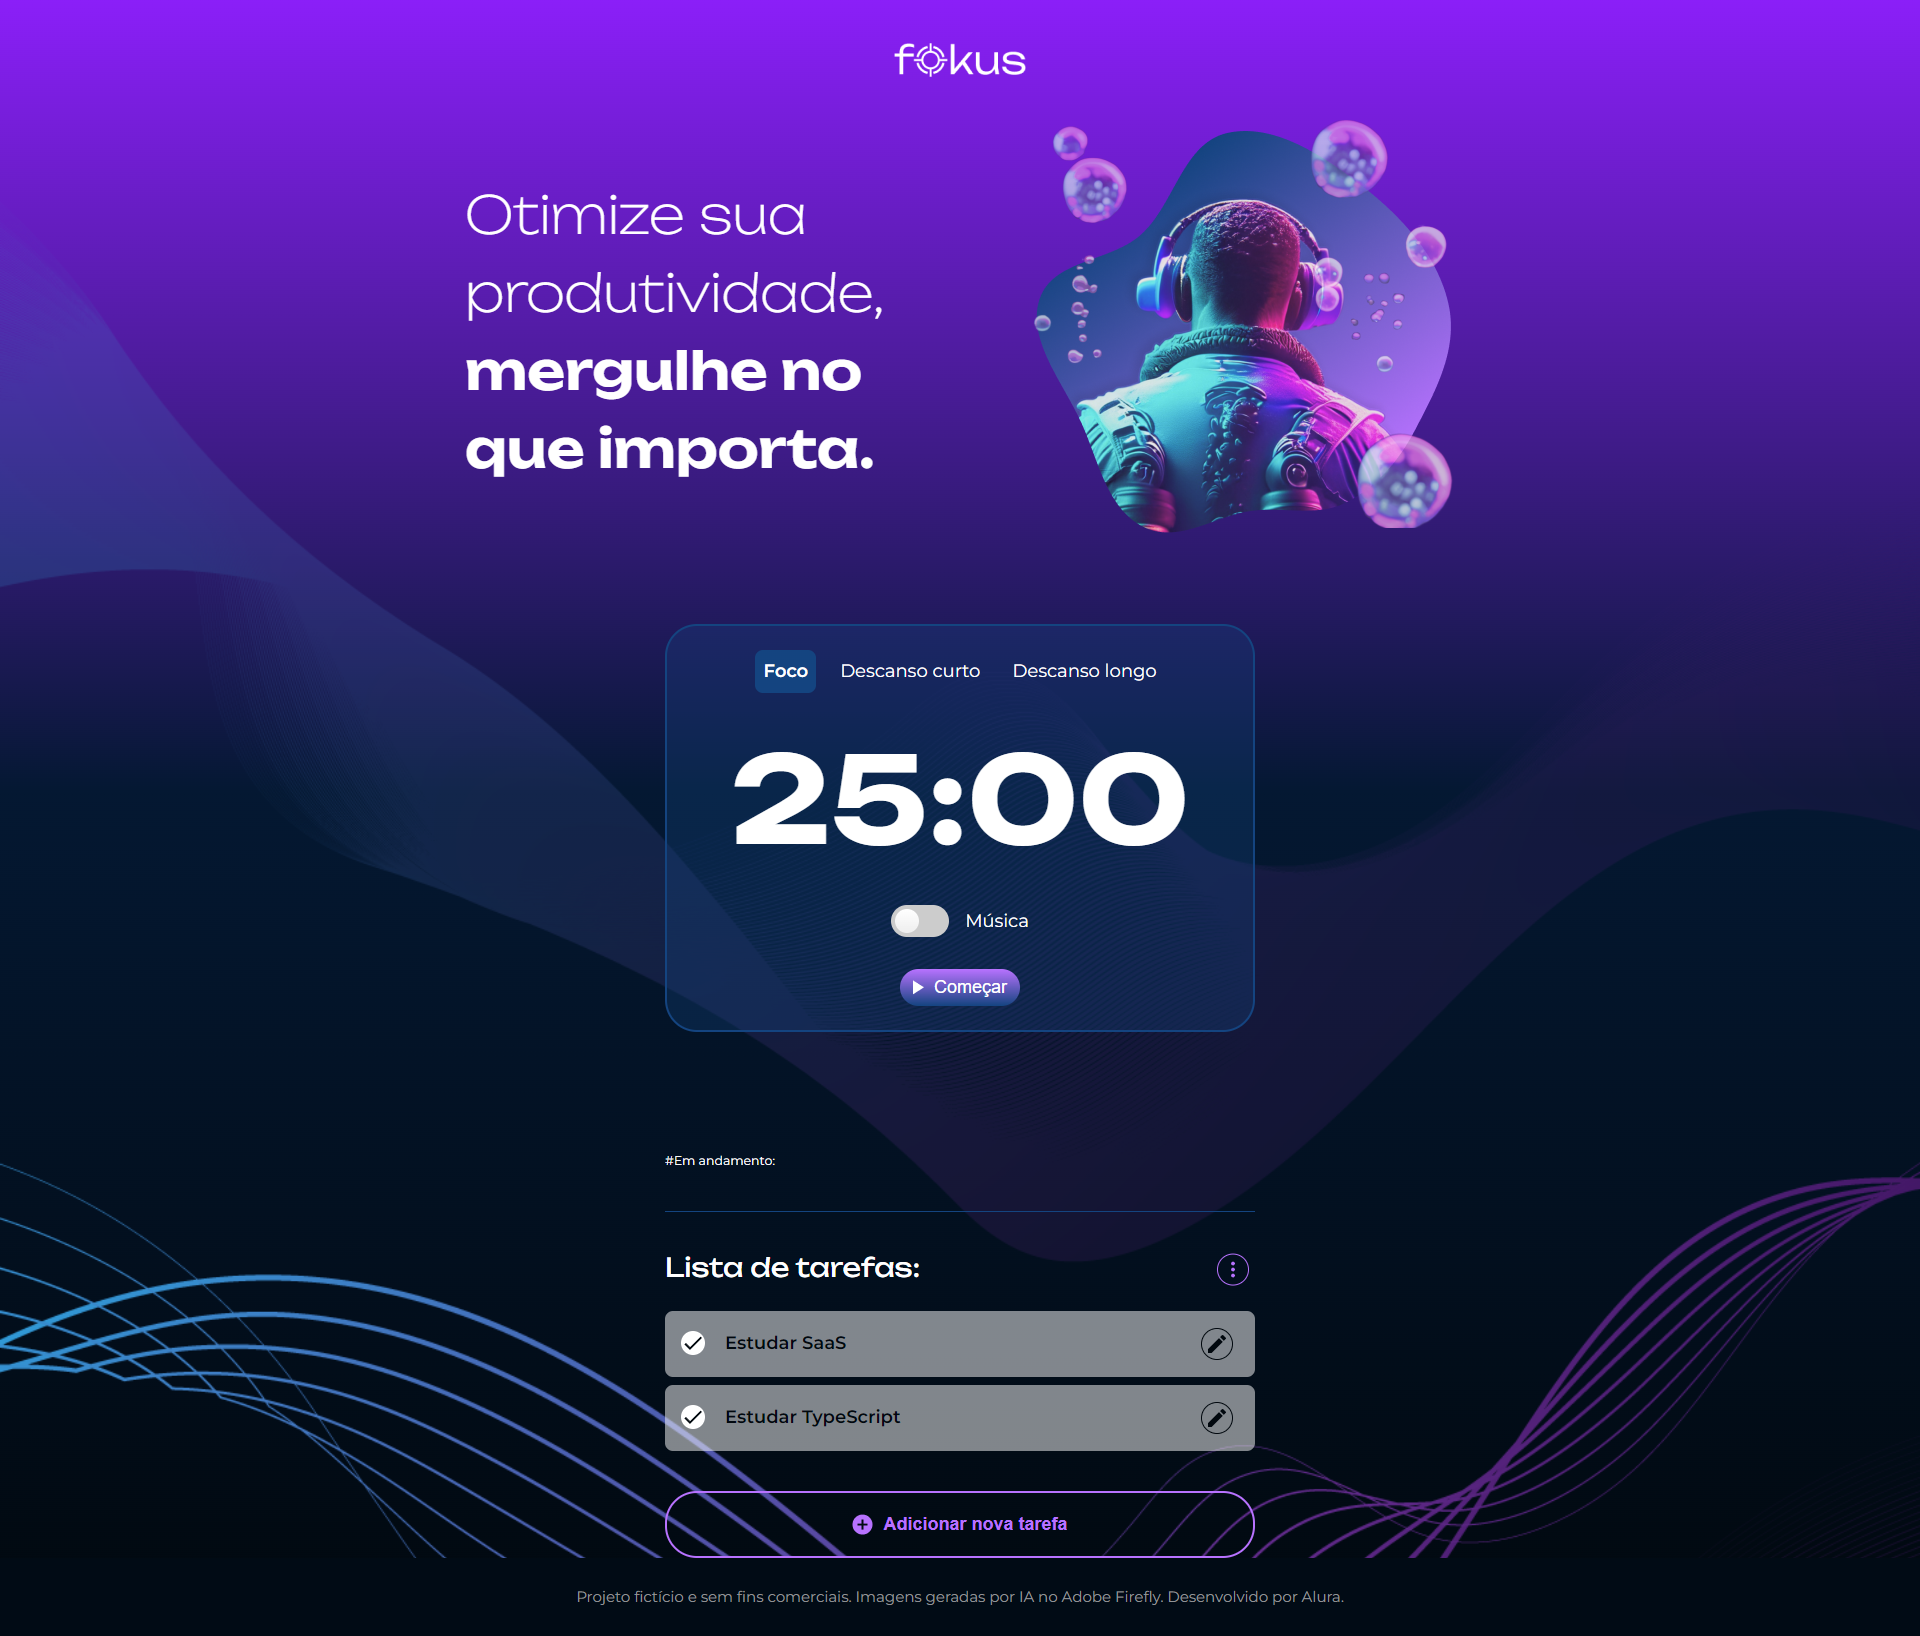 fokus
Otimize sua
produtividade,
mergulhe no
que importa.
Foco Descanso curto Descanso longo
25:00
Música
Começar
#Em andamento:
Lista de tarefas:
Estudar SaaS
Estudar TypeScript
Adicionar nova tarefa
Projeto fictício e sem fins comerciais. Imagens geradas por IA no Adobe Firefly. Desenvolvido por Alura.